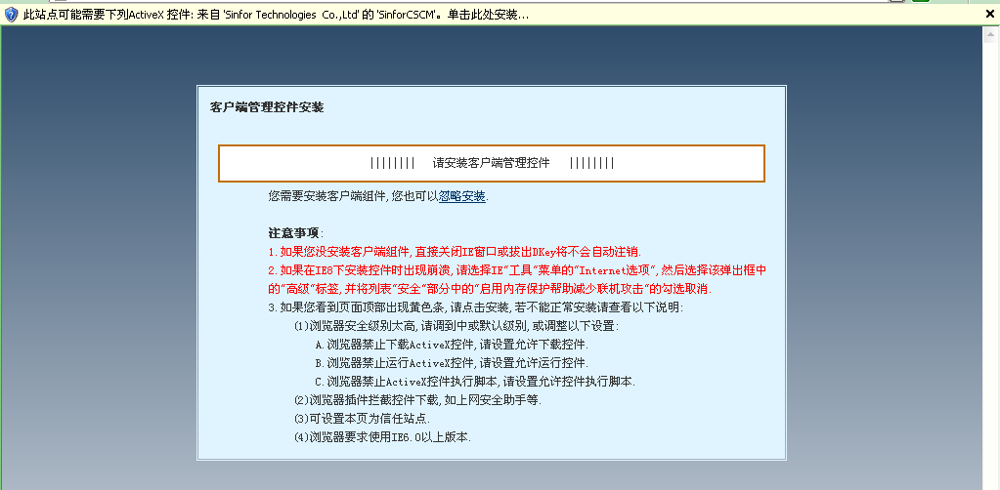 此站点可能需要下列ActiveX 控件: 来自 'Sinfor Technologies Co.,Ltd' 的 'SinforCSCM'。单击此处安装...
客户端管理控件安装
|||||||| 请安装客户端管理控件 ||||||||
您需要安装客户端组件,您也可以忽略安装.
注意事项:
1.如果您没安装客户端组件,直接关闭IE窗口或拔出DKey将不会自动注销.
2.如果在IE8下安装控件时出现崩溃,请选择IE“工具”菜单的“Internet选项”,然后选择该弹出框中
的“高级”标签,并将列表“安全”部分中的“启用内存保护帮助减少联机攻击”的勾选取消.
3.如果您看到页面顶部出现黄色条,请点击安装,若不能正常安装请查看以下说明:
(1)浏览器安全级别太高,请调到中或默认级别,或调整以下设置:
A.浏览器禁止下载ActiveX控件,请设置允许下载控件.
B.浏览器禁止运行ActiveX控件,请设置允许运行控件.
C.浏览器禁止ActiveX控件执行脚本,请设置允许控件执行脚本.
(2)浏览器插件拦截控件下载,如上网安全助手等.
(3)可设置本页为信任站点.
(4)浏览器要求使用IE6.0以上版本.